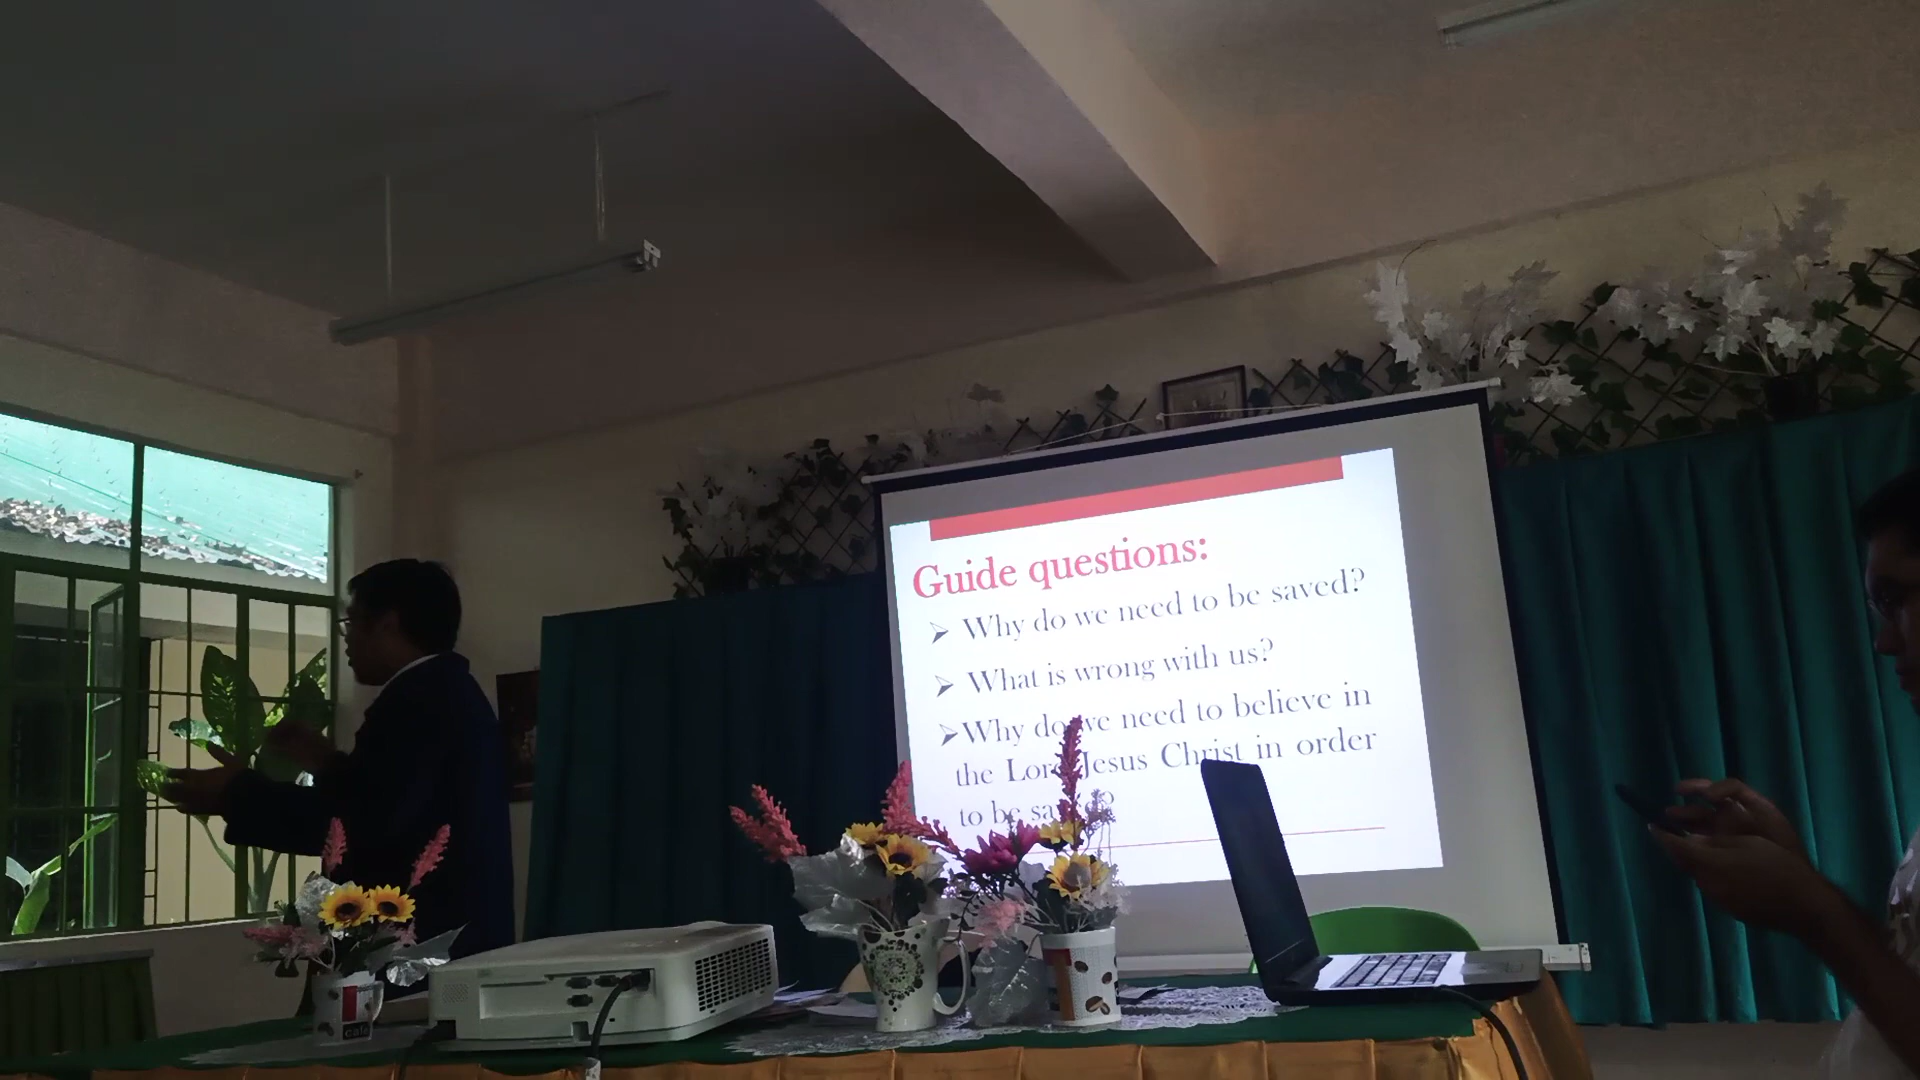 Guide questions:
Why do we need to be saved?
What is wrong with us?
Why do we need to believe in
the Lord Jesus Christ in order
to be saved?